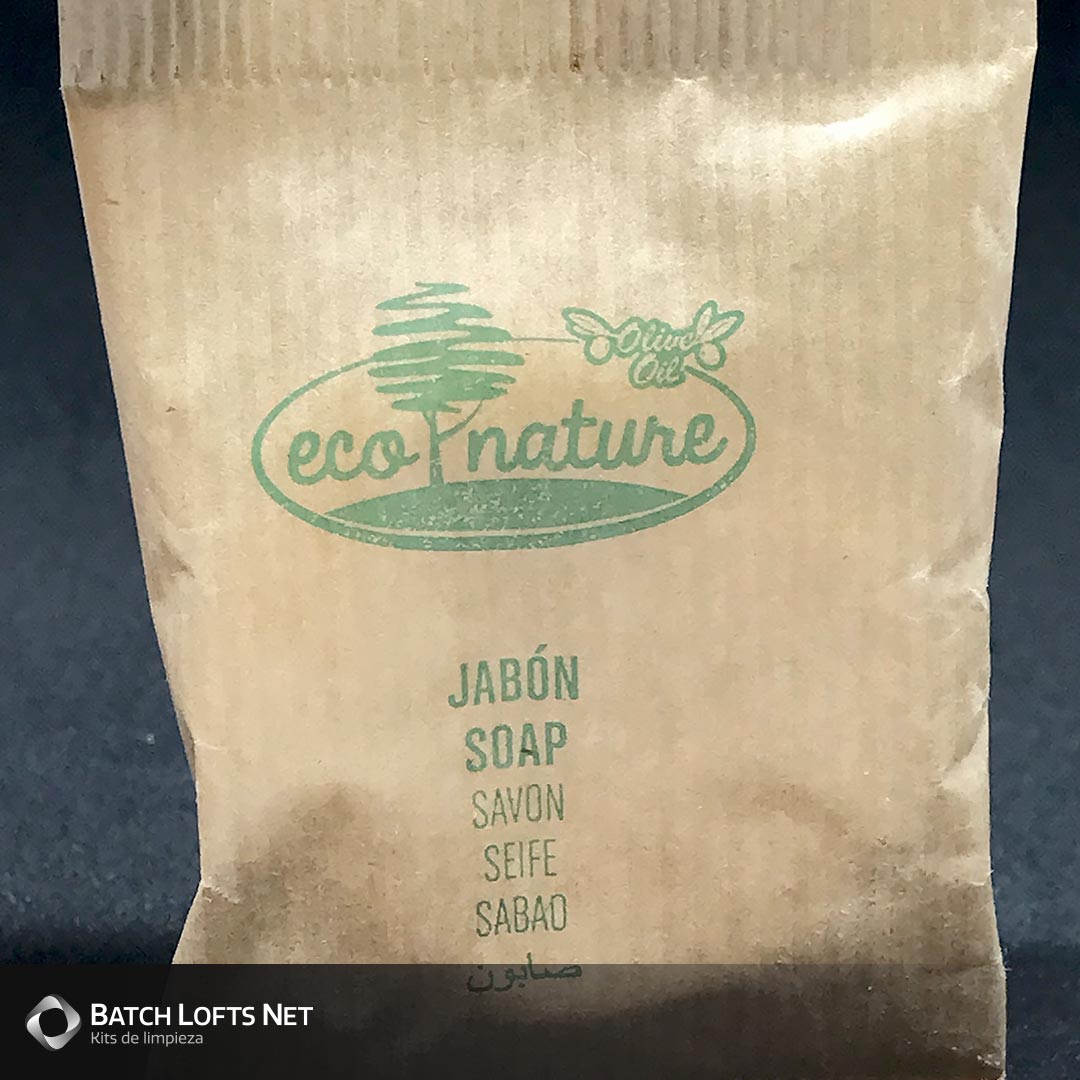 Olive
Oil
eco nature
JABÓN
SOAP
SAVON
SEIFE
SABAO
صابون
BATCH LOFTS NET
Kits de limpieza